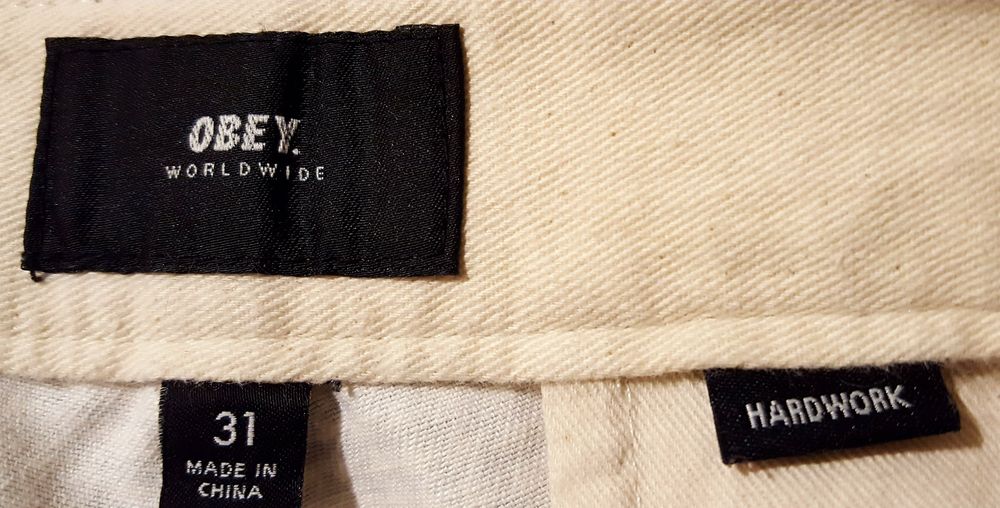 OBEY.
WORLDWIDE
31
MADE IN
CHINA
HARDWORK